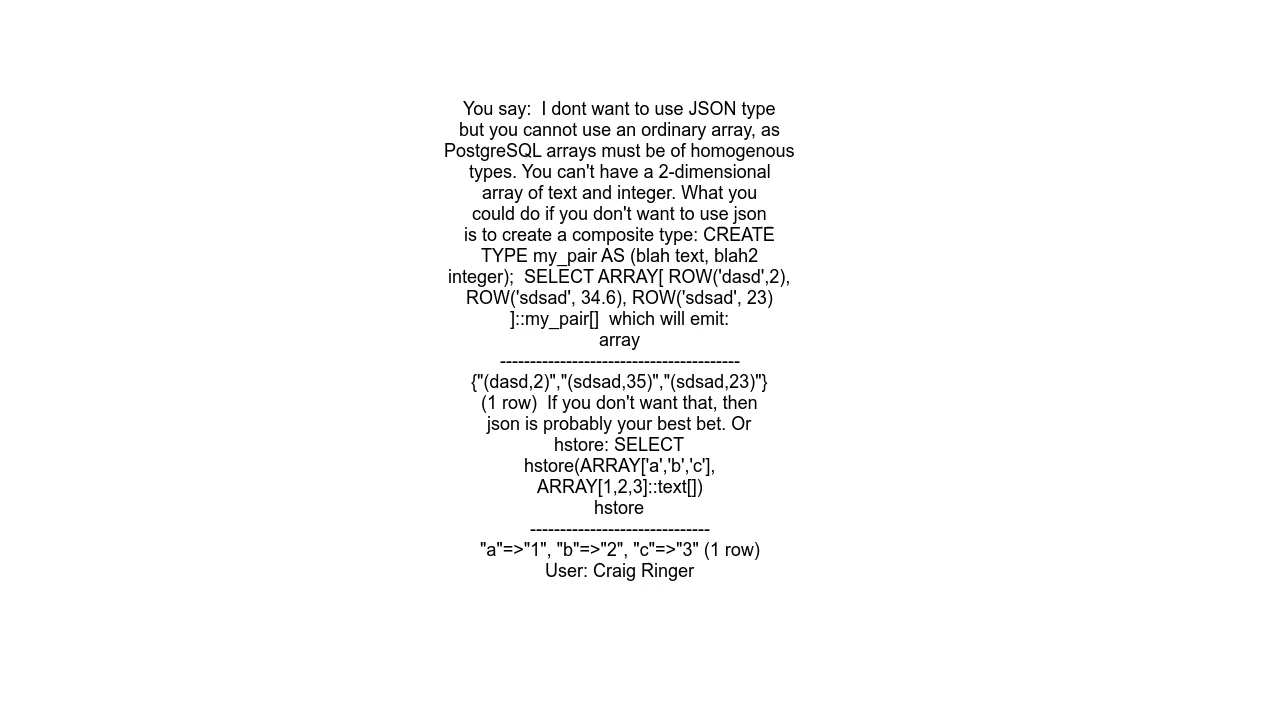 You say:  I dont want to use JSON type
but you cannot use an ordinary array, as
PostgreSQL arrays must be of homogenous
types. You can't have a 2-dimensional
array of text and integer. What you
could do if you don't want to use json
is to create a composite type: CREATE
TYPE my_pair AS (blah text, blah2
integer);  SELECT ARRAY[ ROW('dasd',2),
ROW('sdsad', 34.6), ROW('sdsad', 23)
]::my_pair[]  which will emit:
array
----------------------------------------
{"(dasd,2)","(sdsad,35)","(sdsad,23)"}
(1 row)  If you don't want that, then
json is probably your best bet. Or
hstore: SELECT
hstore(ARRAY['a','b','c'],
ARRAY[1,2,3]::text[])
hstore
------------------------------
"a"=>"1", "b"=>"2", "c"=>"3" (1 row)
User: Craig Ringer